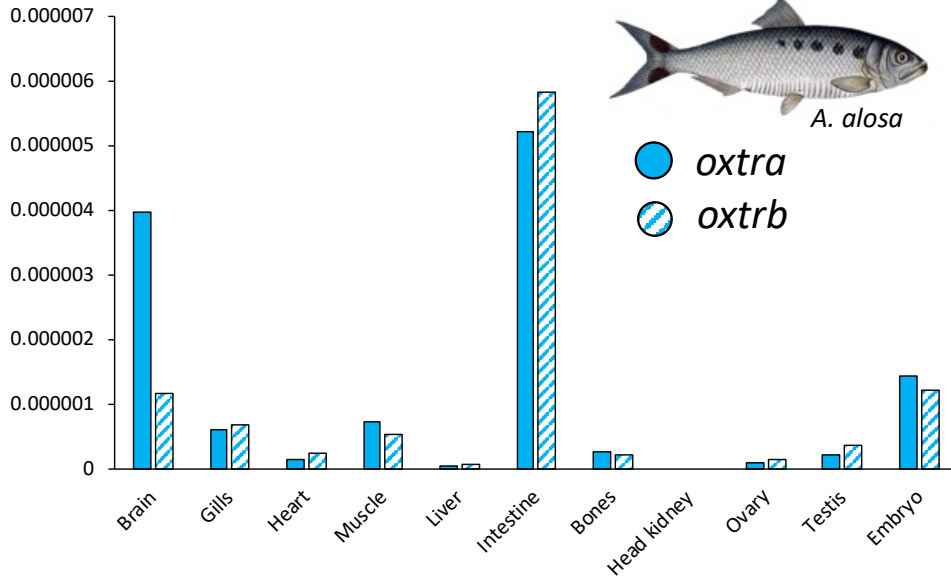 0.000007
0.000006
0.000005
0.000004
0.000003
0.000002
0.000001
0
A. alosa
oxtra
oxtrb
Brain
Gills
Heart
Muscle
Liver
Intestine
Bones
Head kidney
Ovary
Testis
Embryo